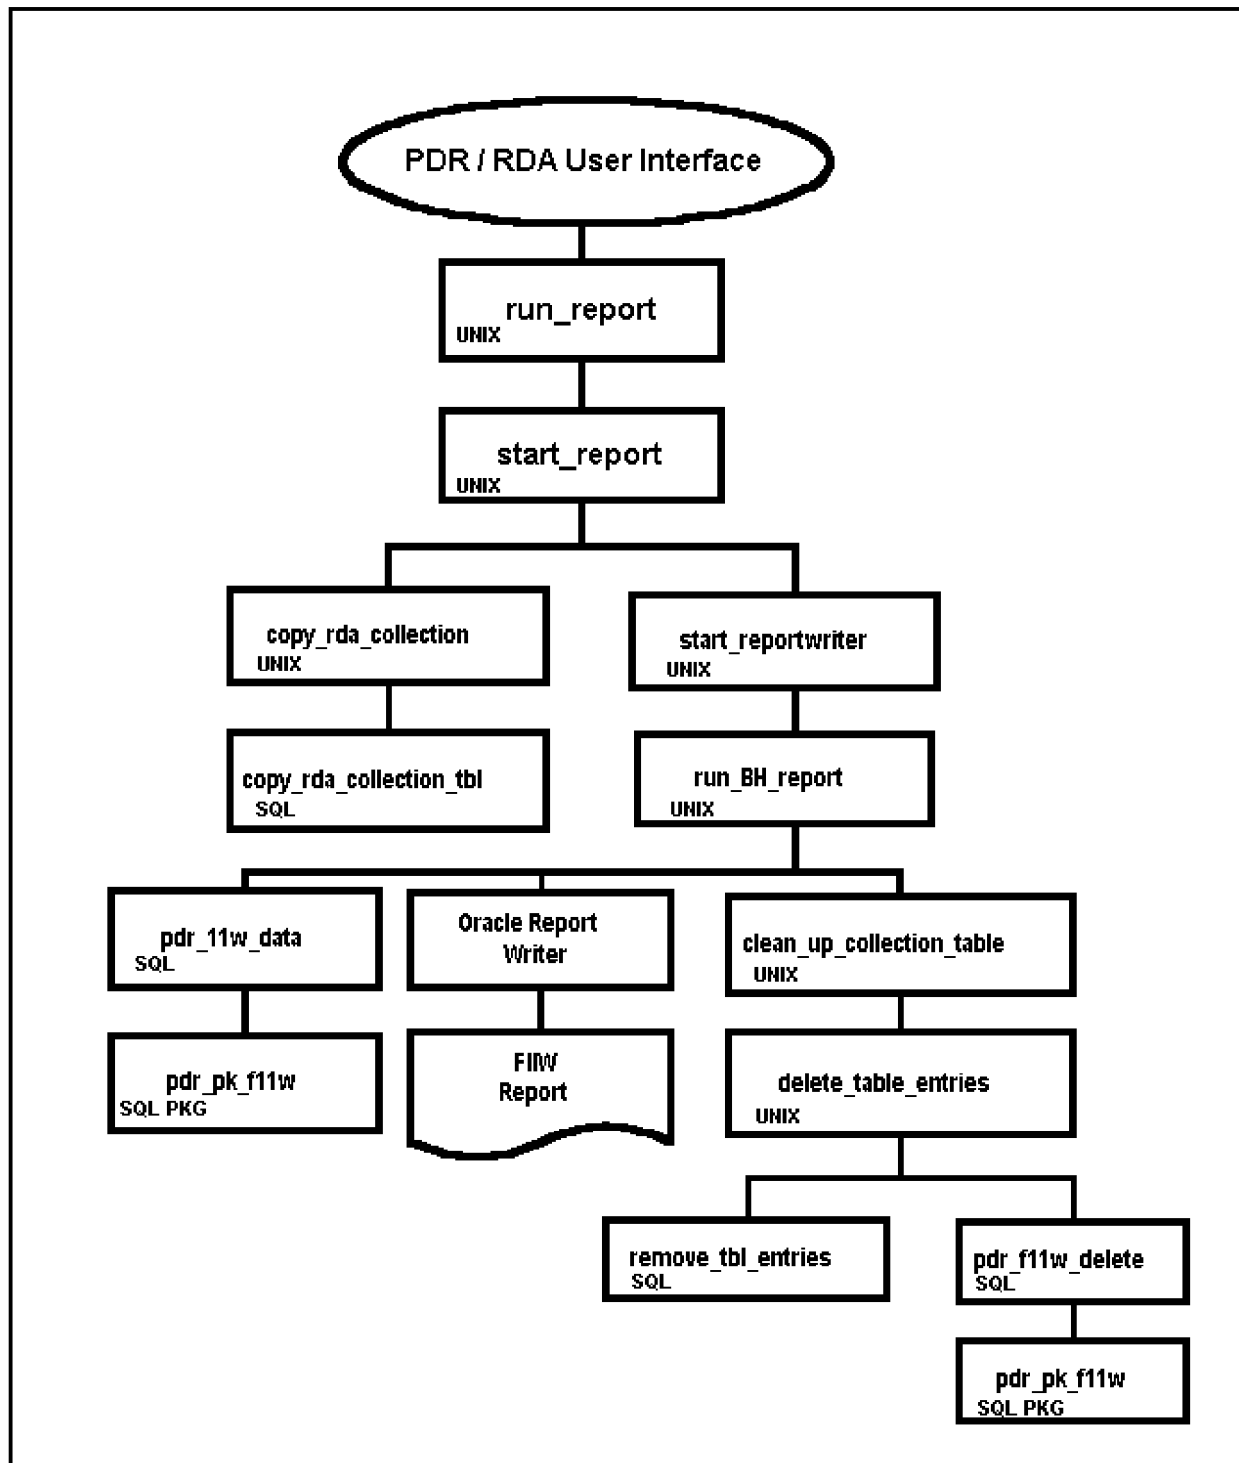 PDR / RDA User Interface
run_report
UNIX
start_report
UNIX
copy_rda_collection
UNIX
start_reportwriter
UNIX
copy_rda_collection_tbl
SQL
run_BH_report
UNIX
pdr_11w_data
SQL
Oracle Report
Writer
clean_up_collection_table
UNIX
pdr_pk_f11w
SQL PKG
FIIW
Report
delete_table_entries
UNIX
remove_tbl_entries
SQL
pdr_f11w_delete
SQL
pdr_pk_f11w
SQL PKG